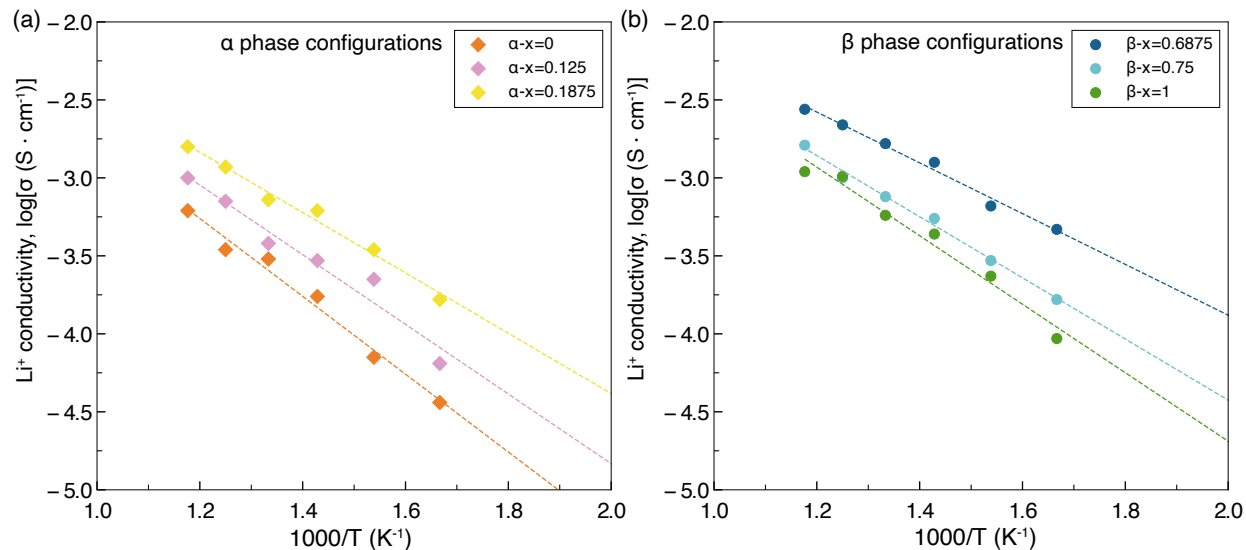 (a)
α phase configurations
α-x=0
α-x=0.125
α-x=0.1875
Li⁺ conductivity, log[σ (S · cm⁻¹)]
−2.0
−2.5
−3.0
−3.5
−4.0
−4.5
−5.0
1.0 1.2 1.4 1.6 1.8 2.0
1000/T (K⁻¹)
(b)
β phase configurations
β-x=0.6875
β-x=0.75
β-x=1
Li⁺ conductivity, log[σ (S · cm⁻¹)]
−2.0
−2.5
−3.0
−3.5
−4.0
−4.5
−5.0
1.0 1.2 1.4 1.6 1.8 2.0
1000/T (K⁻¹)